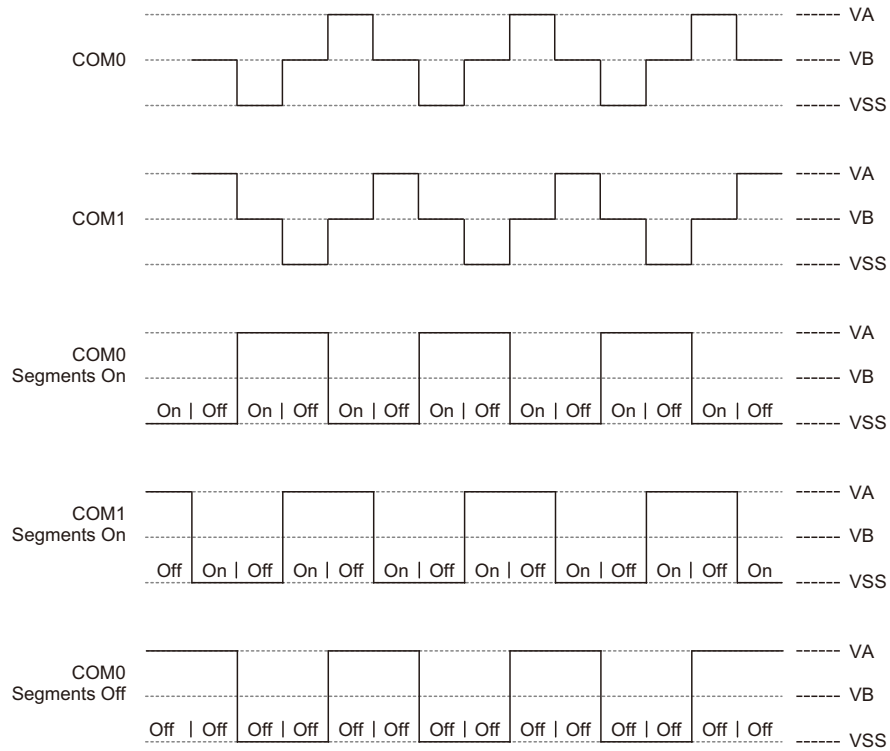 VA
COM0
VB
VSS
VA
COM1
VB
VSS
VA
COM0
Segments On
VB
On | Off | On | Off | On | Off | On | Off | On | Off | On | Off | On | Off
VSS
VA
COM1
Segments On
VB
Off | On | Off | On | Off | On | Off | On | Off | On | Off | On | Off | On
VSS
VA
COM0
Segments Off
VB
Off | Off | Off | Off | Off | Off | Off | Off | Off | Off | Off | Off | Off | Off
VSS